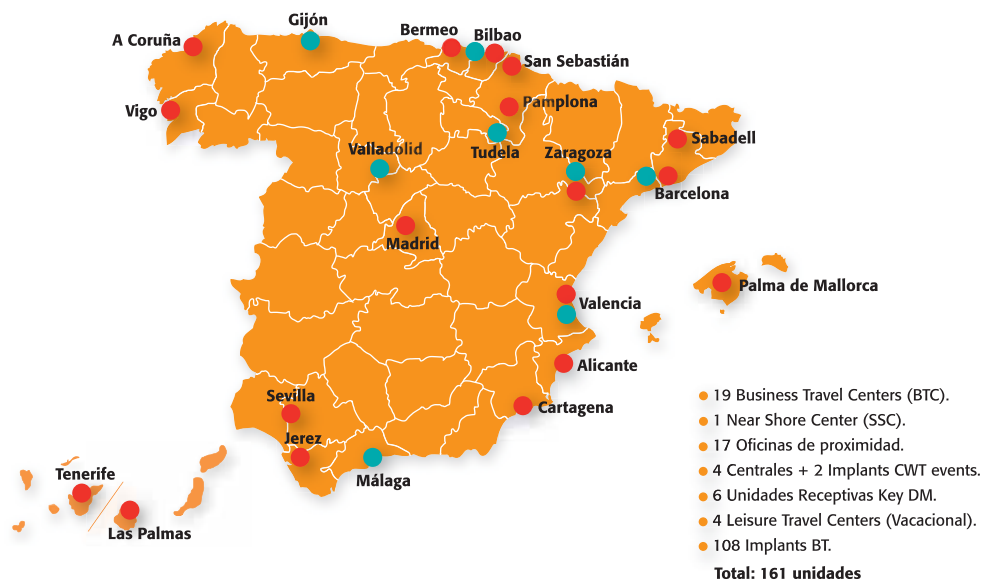 Gijón
A Coruña
Bermeo
Bilbao
San Sebastián
Vigo
Pamplona
Sabadell
Valladolid
Tudela
Zaragoza
Barcelona
Madrid
Palma de Mallorca
Valencia
Alicante
Sevilla
Cartagena
Jerez
Málaga
Tenerife
Las Palmas
19 Business Travel Centers (BTC).
1 Near Shore Center (SSC).
17 Oficinas de proximidad.
4 Centrales + 2 Implants CWT events.
6 Unidades Receptivas Key DM.
4 Leisure Travel Centers (Vacacional).
108 Implants BT.
Total: 161 unidades